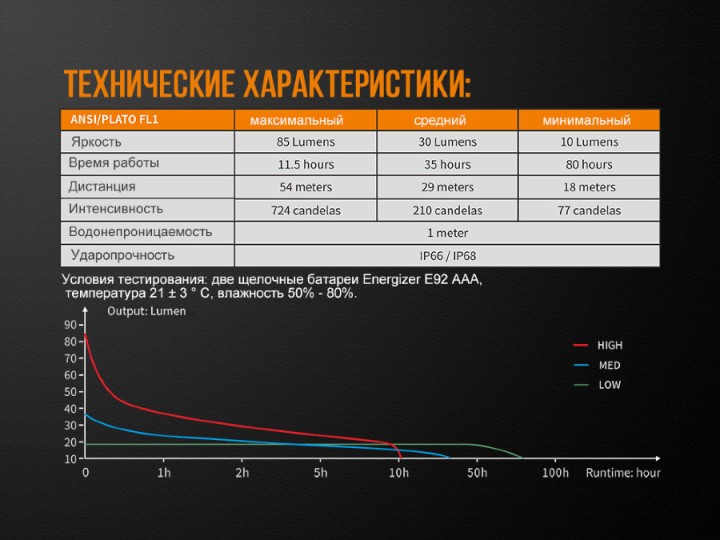 ТЕХНИЧЕСКИЕ ХАРАКТЕРИСТИКИ:
ANSI/PLATO FL1 максимальный средний минимальный
Яркость 85 Lumens 30 Lumens 10 Lumens
Время работы 11.5 hours 35 hours 80 hours
Дистанция 54 meters 29 meters 18 meters
Интенсивность 724 candelas 210 candelas 77 candelas
Водонепроницаемость 1 meter
Ударопрочность IP66 / IP68
Условия тестирования: две щелочные батареи Energizer E92 AAA,
температура 21 ± 3 ° C, влажность 50% - 80%.
Output: Lumen
90
80
70
60
50
40
30
20
10
HIGH
MED
LOW
0 1h 2h 5h 10h 50h 100h Runtime: hour